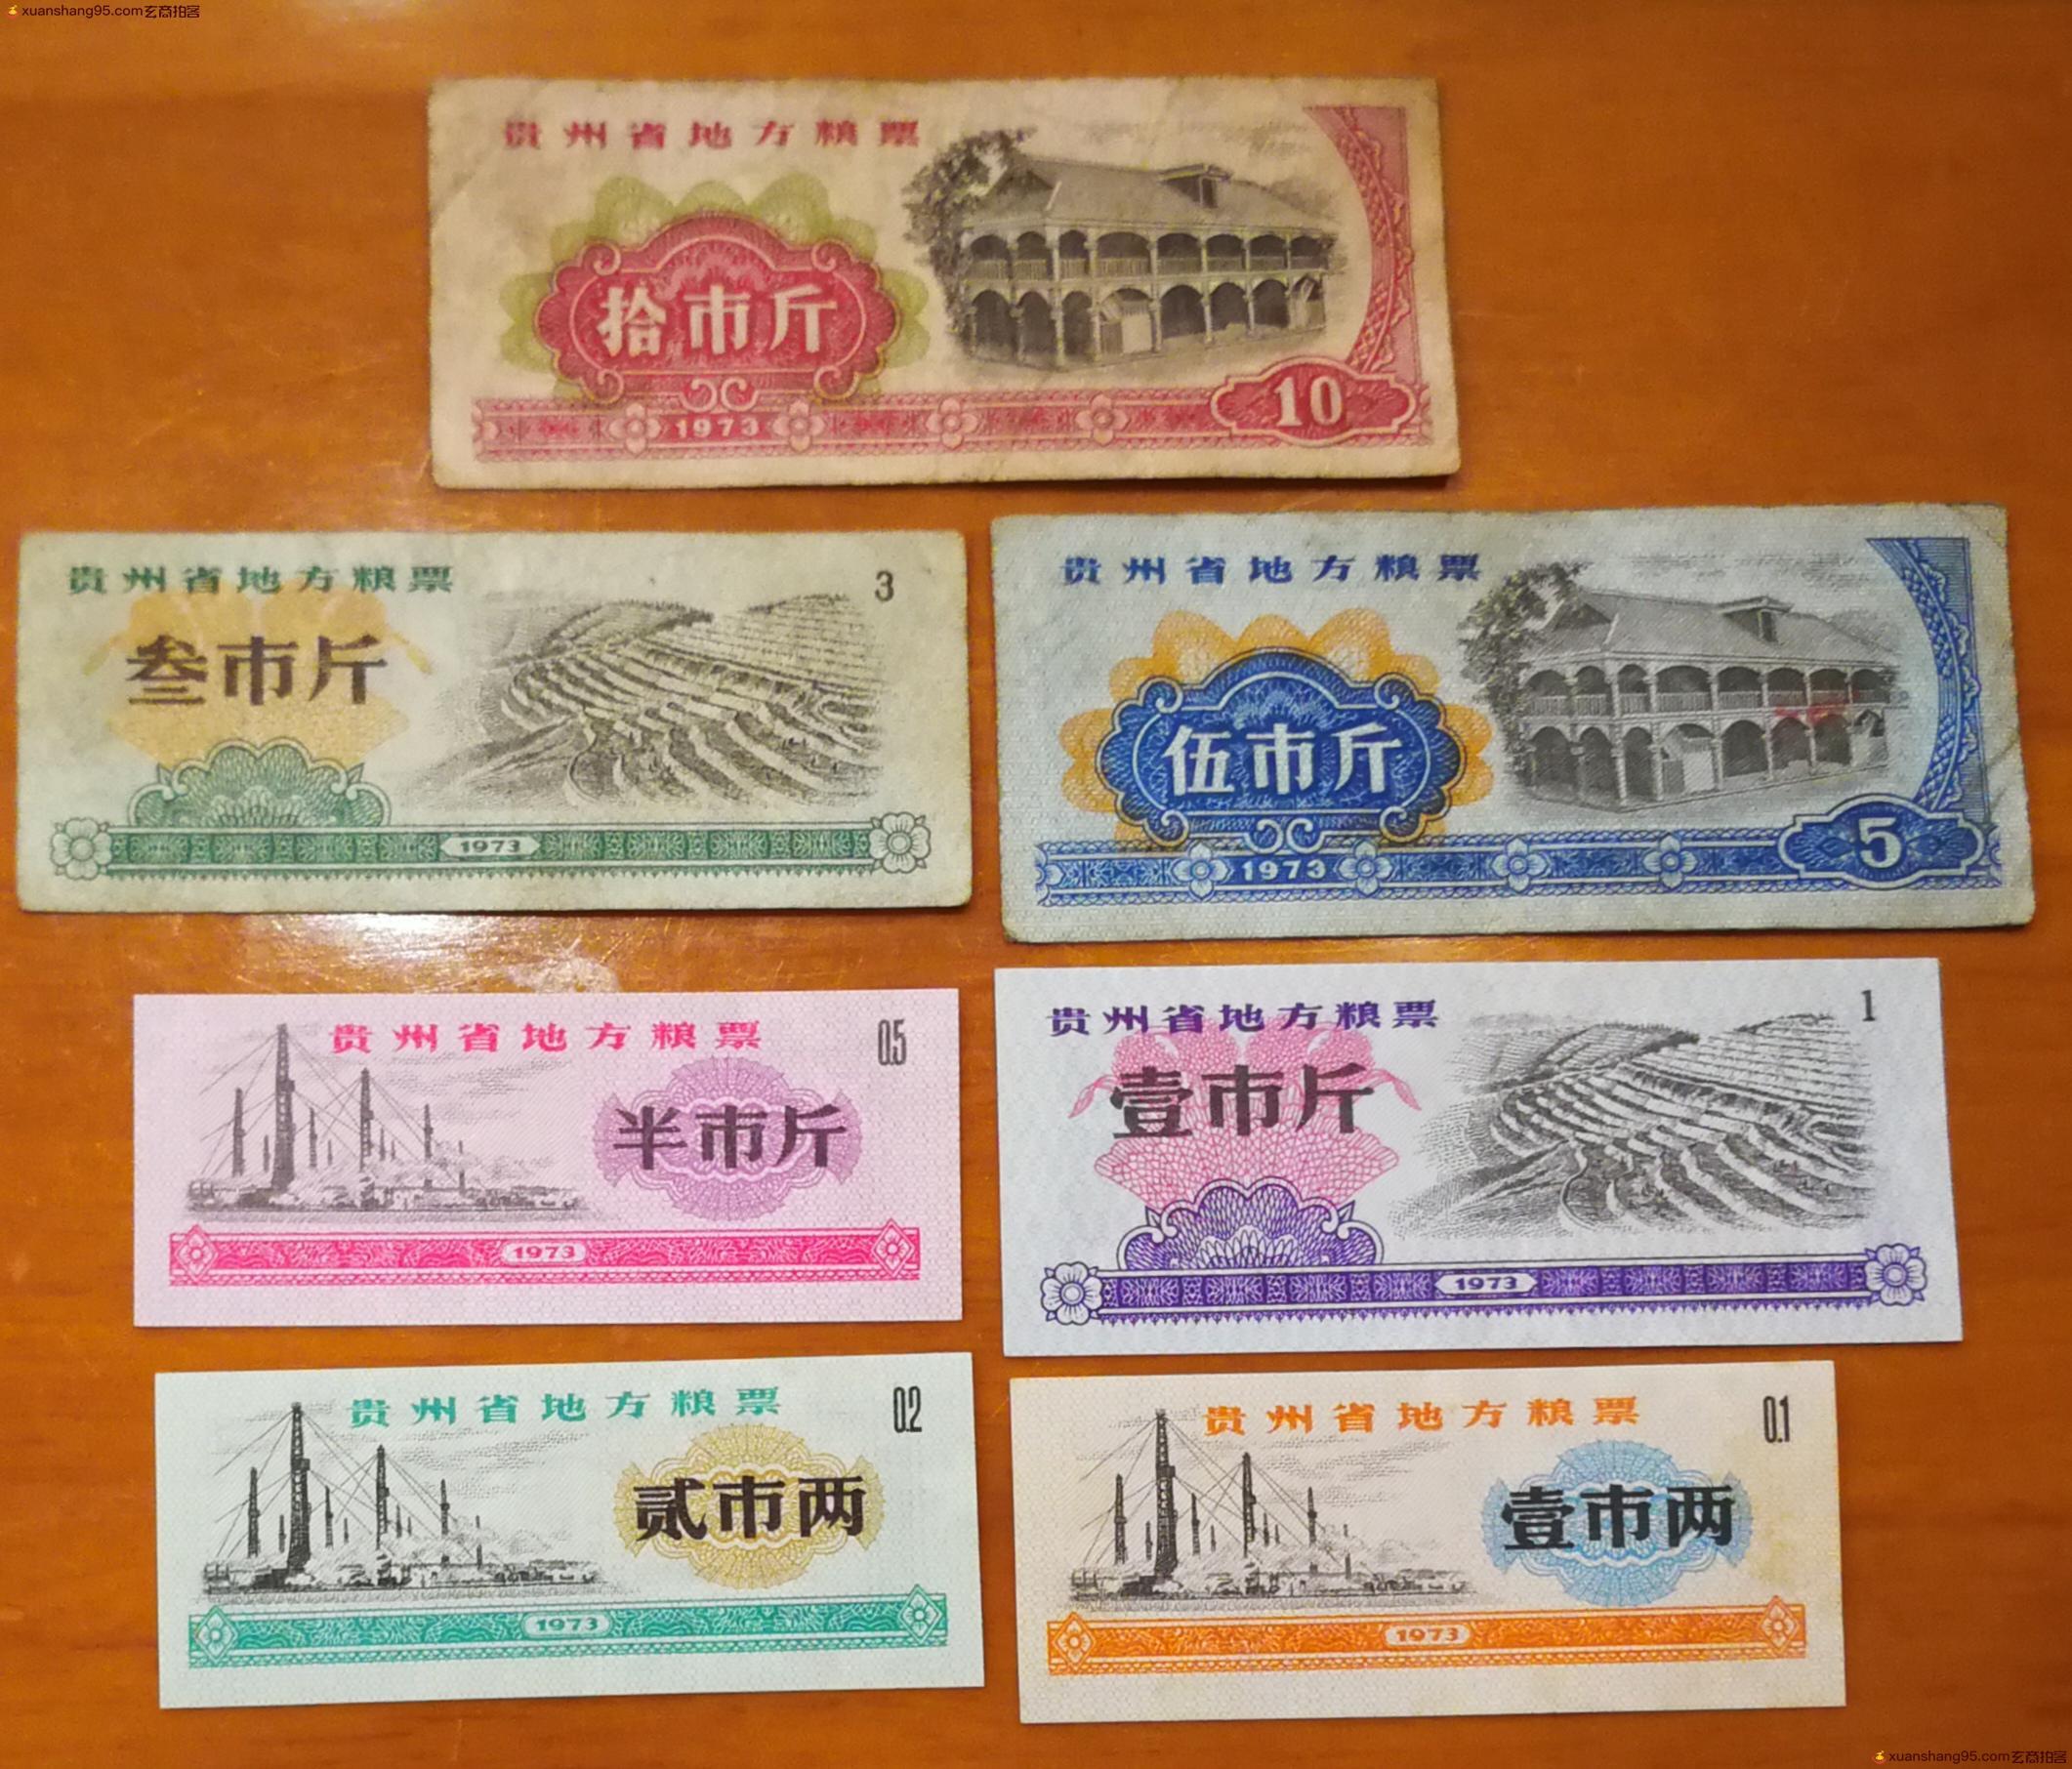 xuanshang95.com玄商拍客
贵州省地方粮票
拾市斤
1973
10
贵州省地方粮票
3
叁市斤
1973
贵州省地方粮票
伍市斤
1973
5
贵州省地方粮票
0.5
半市斤
1973
贵州省地方粮票
1
壹市斤
1973
贵州省地方粮票
0.2
贰市两
1973
贵州省地方粮票
0.1
壹市两
1973
xuanshang95.com玄商拍客